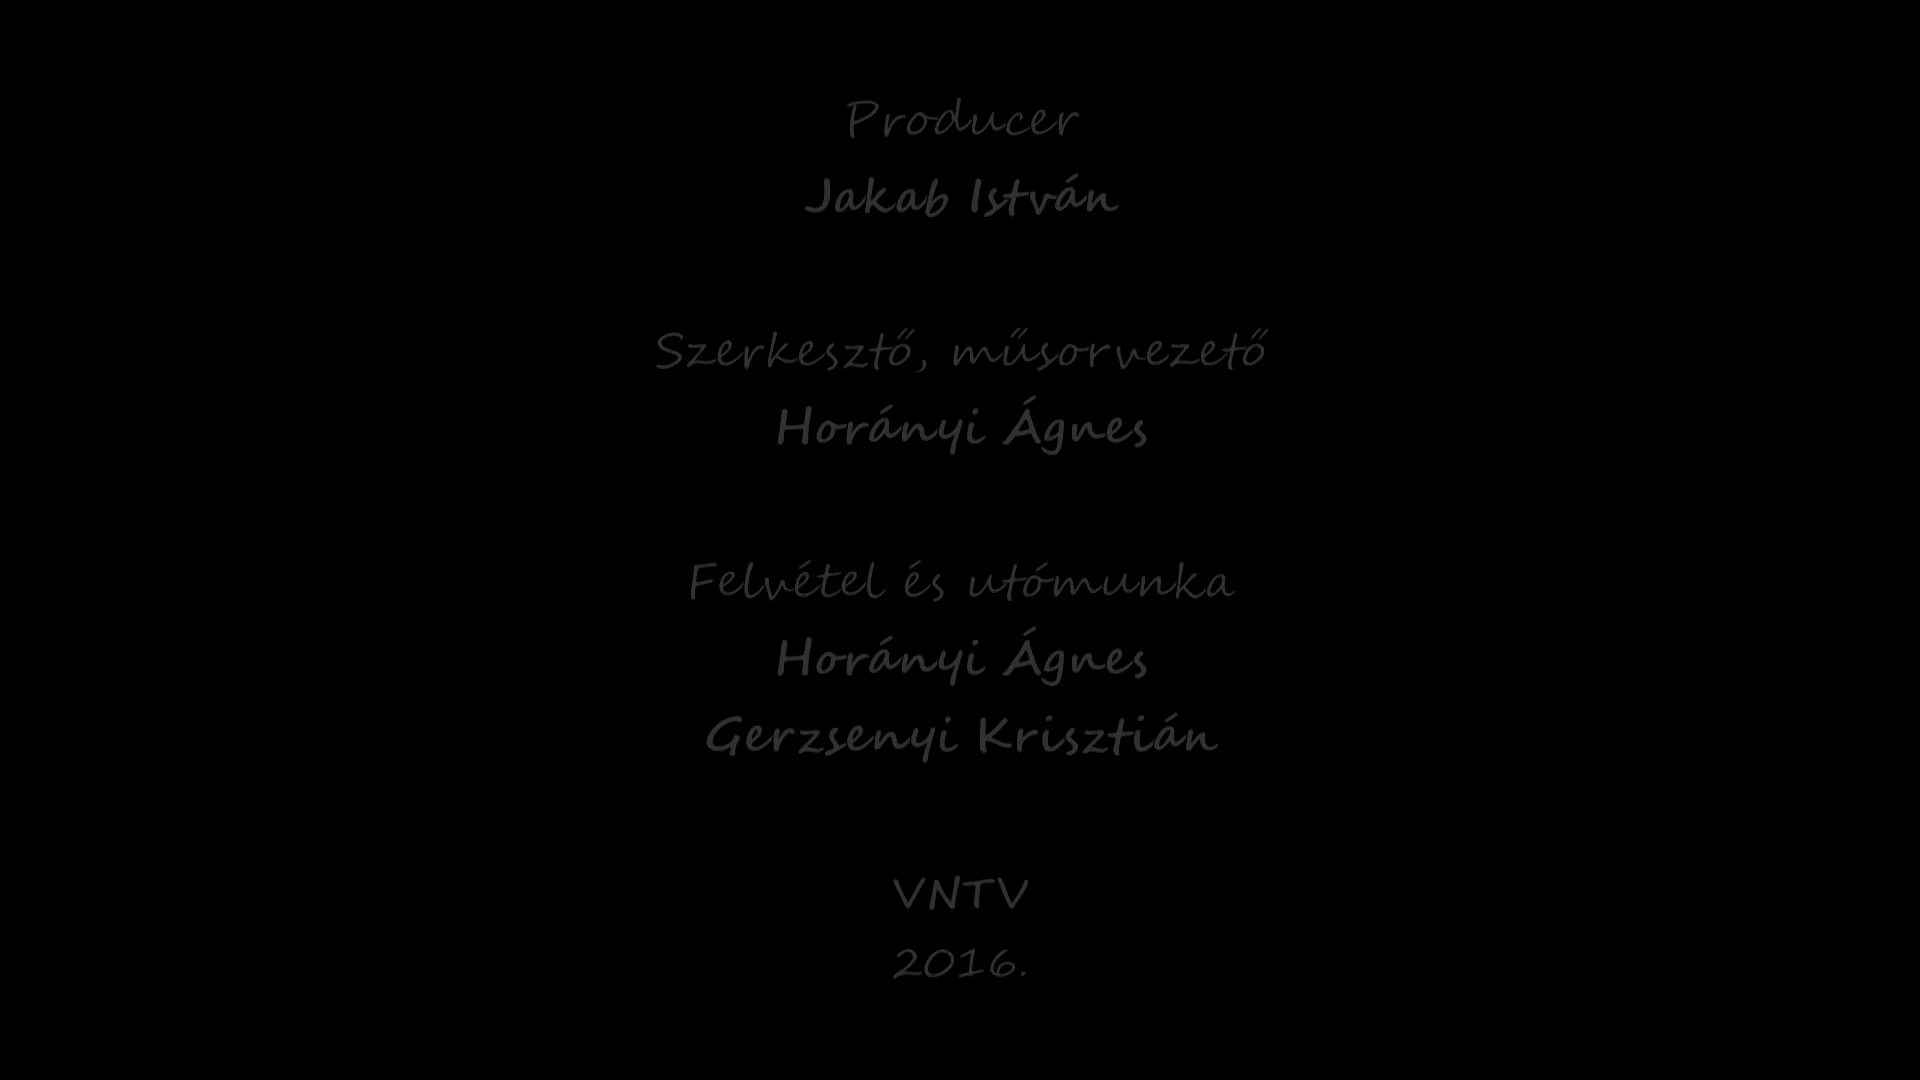 Producer
Jakab István
Szerkesztő, műsorvezető
Horányi Ágnes
Felvétel és utómunka
Horányi Ágnes
Gerzsenyi Krisztián
VNTV
2016.